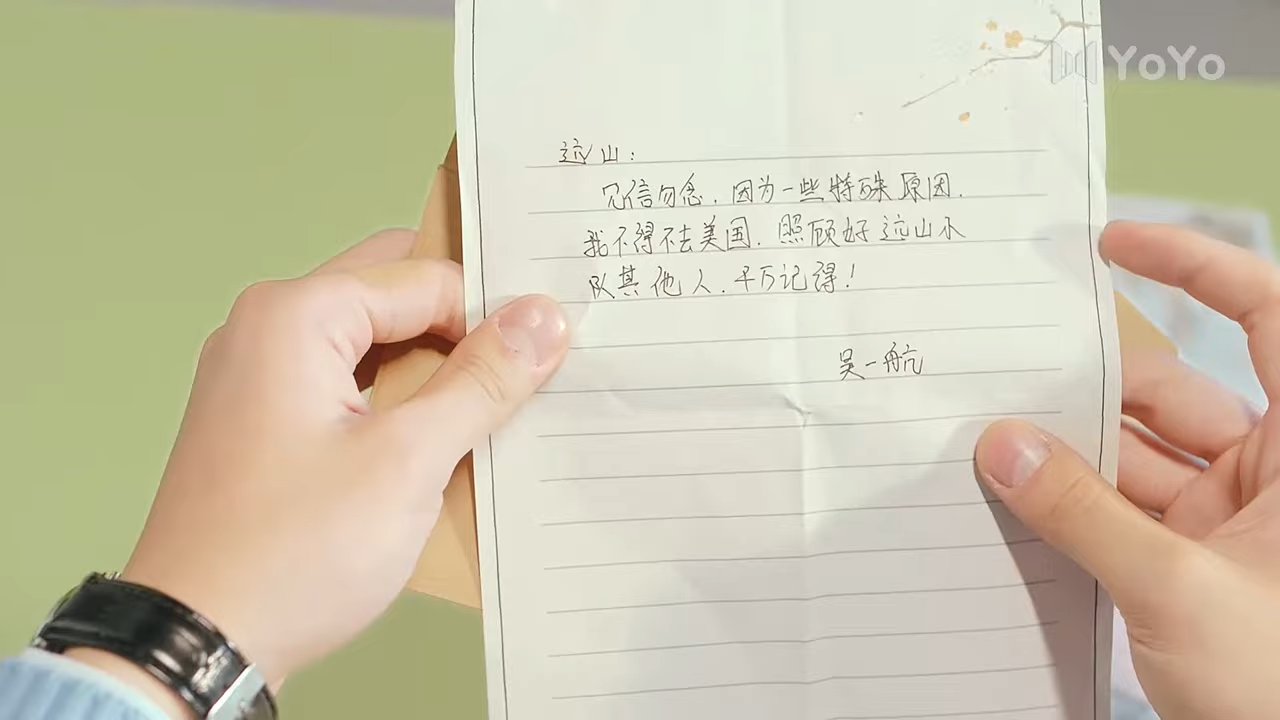 YoYo
远山：
见信勿念，因为一些特殊原因，
我不得不去美国，照顾好远山小
队其他人，千万记得！
吴一航